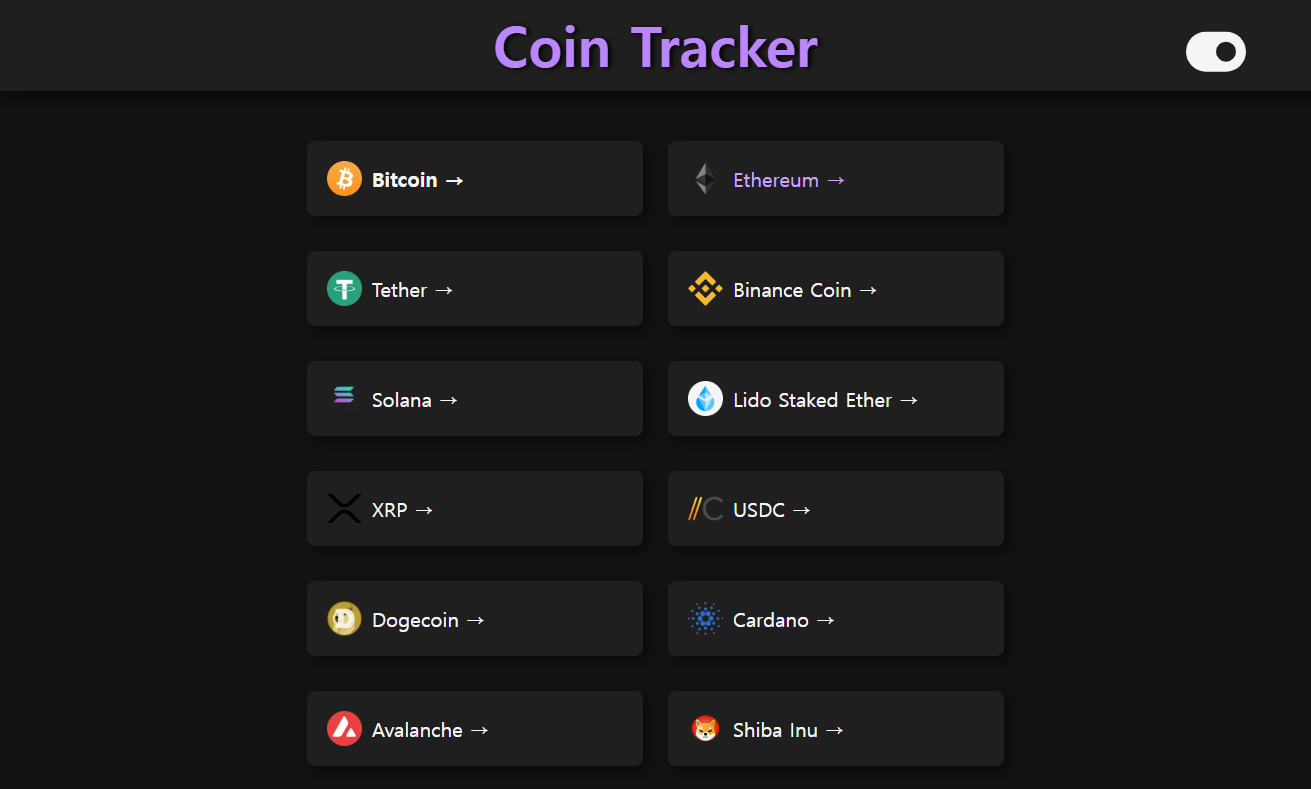 Coin Tracker
Bitcoin →
Ethereum →
Tether →
Binance Coin →
Solana →
Lido Staked Ether →
XRP →
USDC →
Dogecoin →
Cardano →
Avalanche →
Shiba Inu →